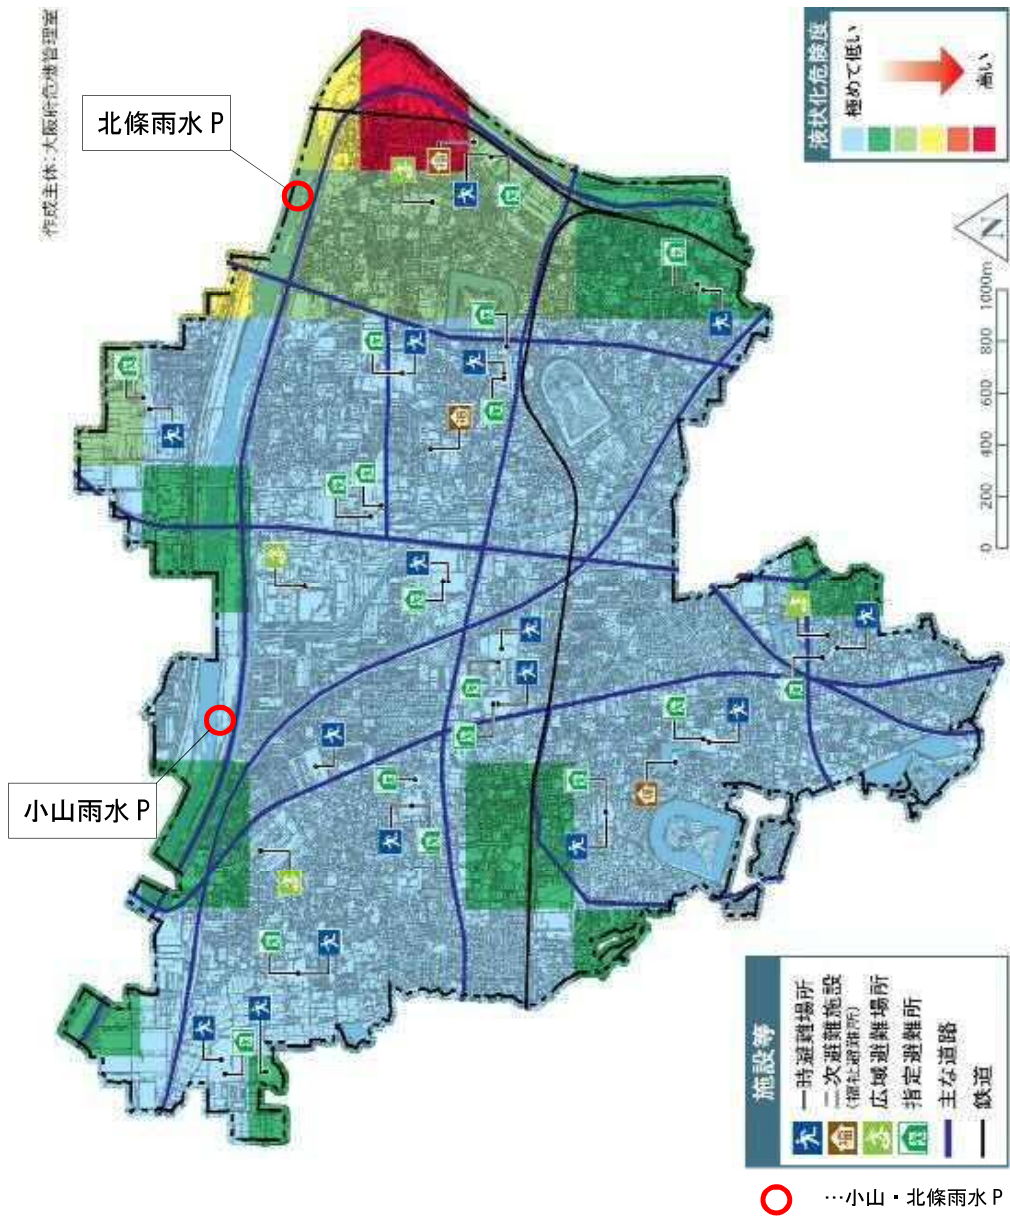 作成主体:大阪府危機管理室
北條雨水 P
小山雨水 P
液状化危険度
極めて低い
高い
N
0 200 400 600 800 1000m
施設等
一時避難場所
二次避難施設
(福祉避難所)
広域避難場所
指定避難所
主な道路
鉄道
…小山・北條雨水 P